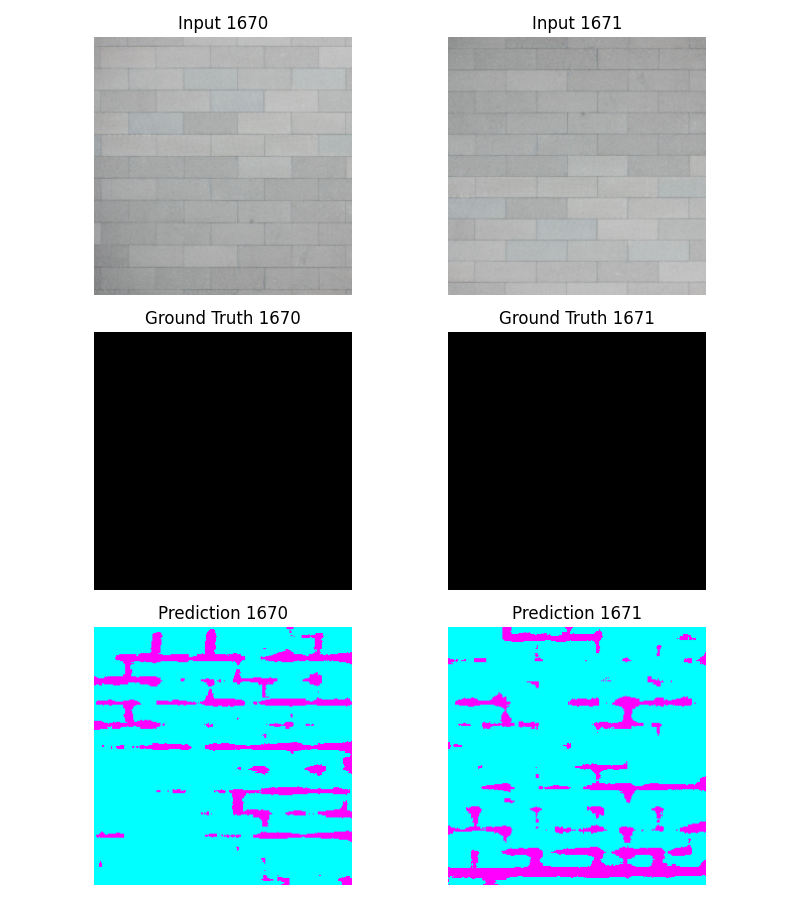 Input 1670
Input 1671
Ground Truth 1670
Ground Truth 1671
Prediction 1670
Prediction 1671